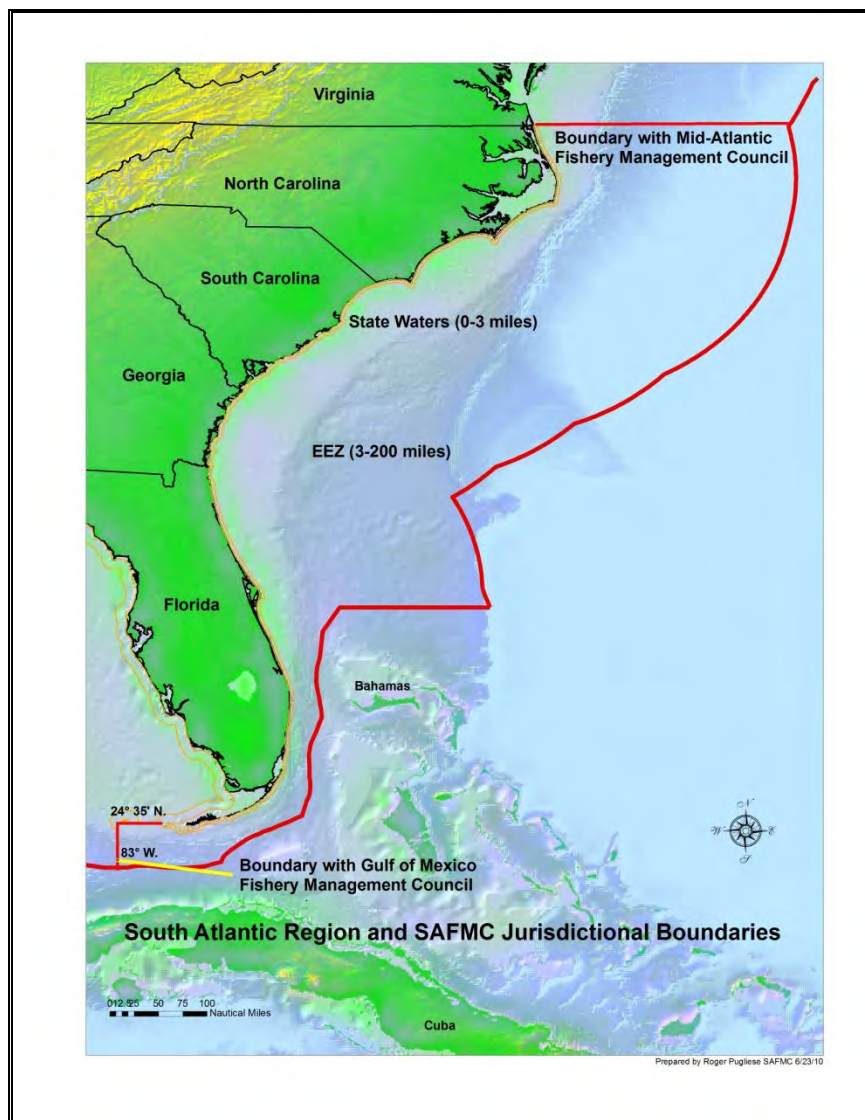 Virginia
Boundary with Mid-Atlantic
Fishery Management Council
North Carolina
South Carolina
State Waters (0-3 miles)
Georgia
EEZ (3-200 miles)
Florida
Bahamas
24° 35' N.
83° W.
Boundary with Gulf of Mexico
Fishery Management Council
N
W
E
S
South Atlantic Region and SAFMC Jurisdictional Boundaries
0 12.5 25 50 75 100
Nautical Miles
Cuba
Prepared by Roger Pugliese SAFMC 6/23/10